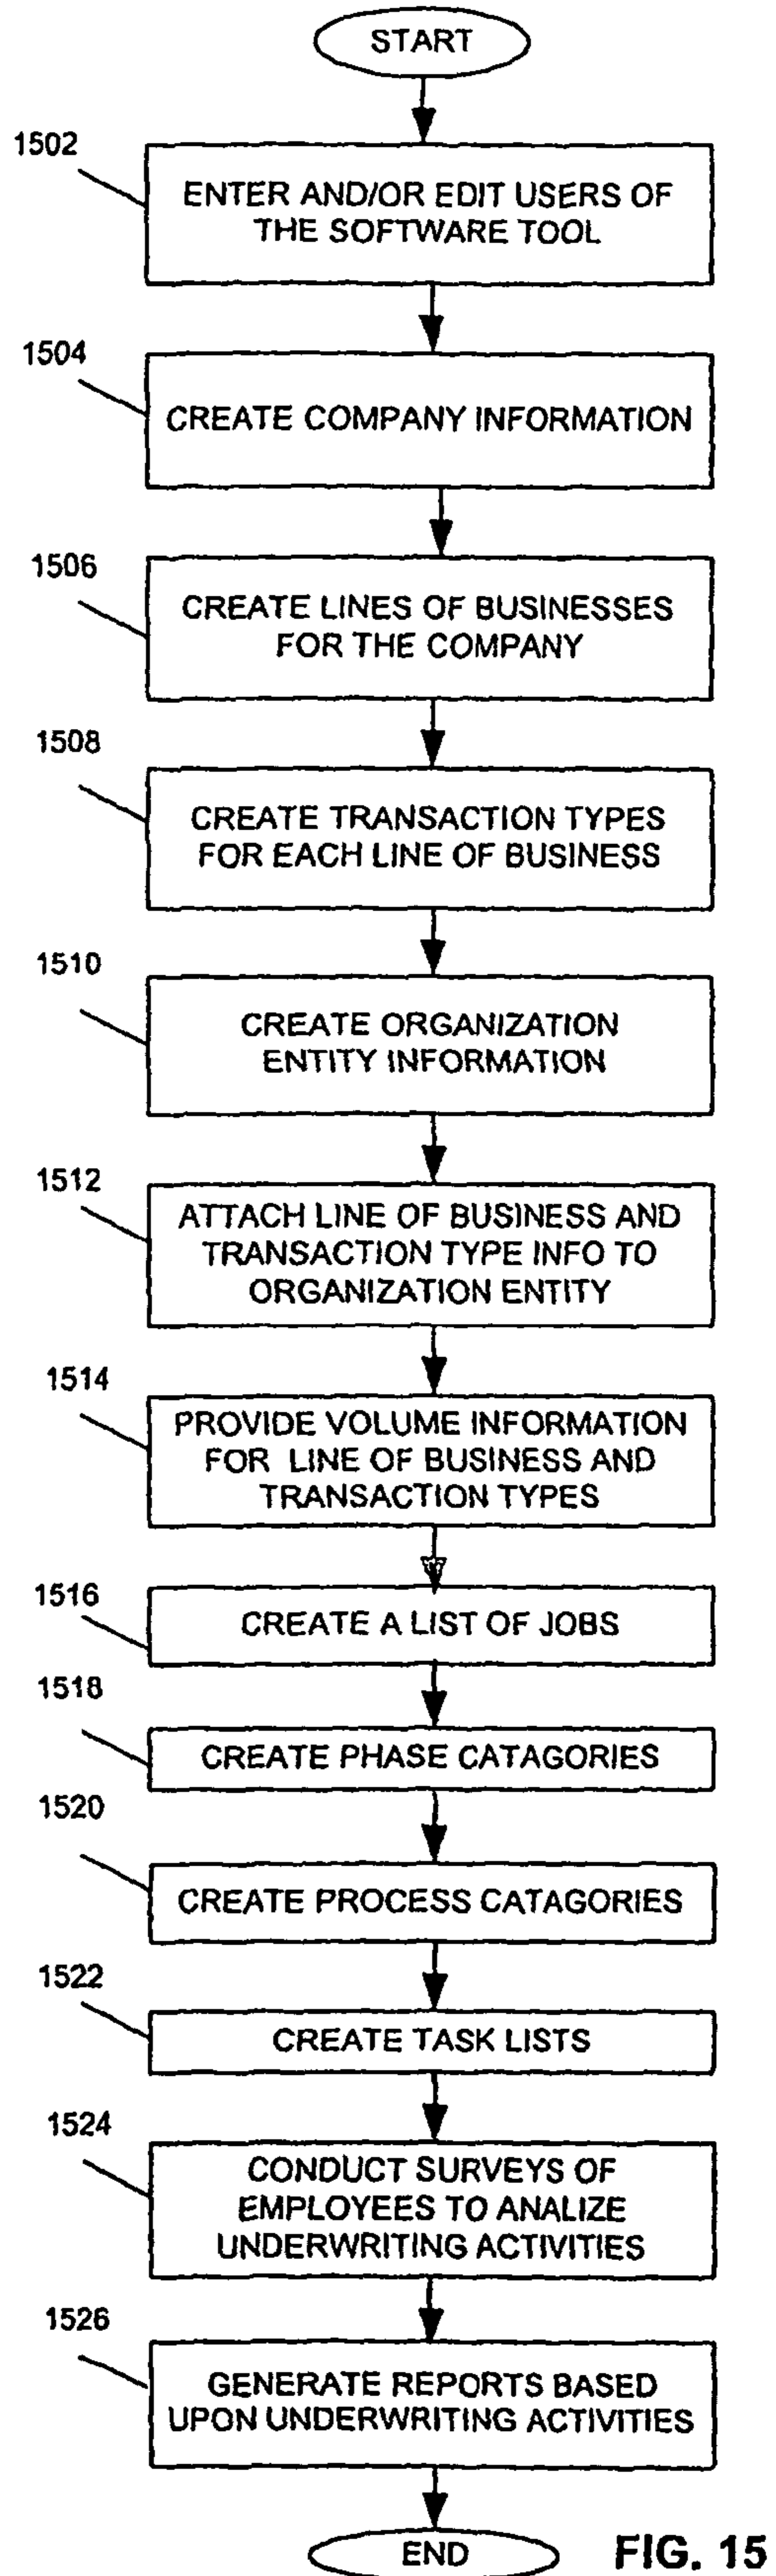 START
1502
ENTER AND/OR EDIT USERS OF
THE SOFTWARE TOOL
1504
CREATE COMPANY INFORMATION
1506
CREATE LINES OF BUSINESSES
FOR THE COMPANY
1508
CREATE TRANSACTION TYPES
FOR EACH LINE OF BUSINESS
1510
CREATE ORGANIZATION
ENTITY INFORMATION
1512
ATTACH LINE OF BUSINESS AND
TRANSACTION TYPE INFO TO
ORGANIZATION ENTITY
1514
PROVIDE VOLUME INFORMATION
FOR LINE OF BUSINESS AND
TRANSACTION TYPES
1516
CREATE A LIST OF JOBS
1518
CREATE PHASE CATAGORIES
1520
CREATE PROCESS CATAGORIES
1522
CREATE TASK LISTS
1524
CONDUCT SURVEYS OF
EMPLOYEES TO ANALIZE
UNDERWRITING ACTIVITIES
1526
GENERATE REPORTS BASED
UPON UNDERWRITING ACTIVITIES
END
FIG. 15